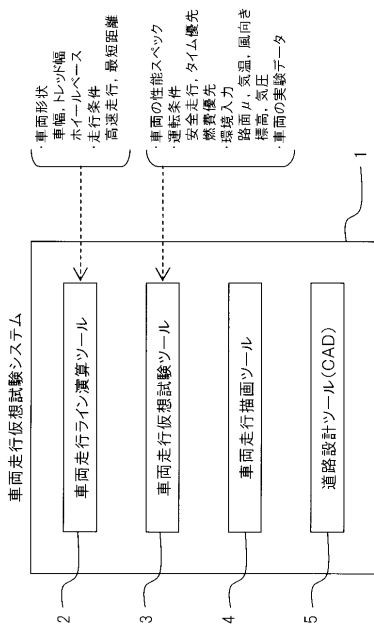 車両走行仮想試験システム
2
車両走行ライン演算ツール
3
車両走行仮想試験ツール
4
車両走行描画ツール
5
道路設計ツール(CAD)
1
・車両形状
車幅,トレッド幅
ホイールベース
・走行条件
高速走行,最短距離
・車両の性能スペック
・運転条件
安全走行,タイム優先
燃費優先
・環境入力
路面μ,気温,風向き
標高,気圧
・車両の実験データ